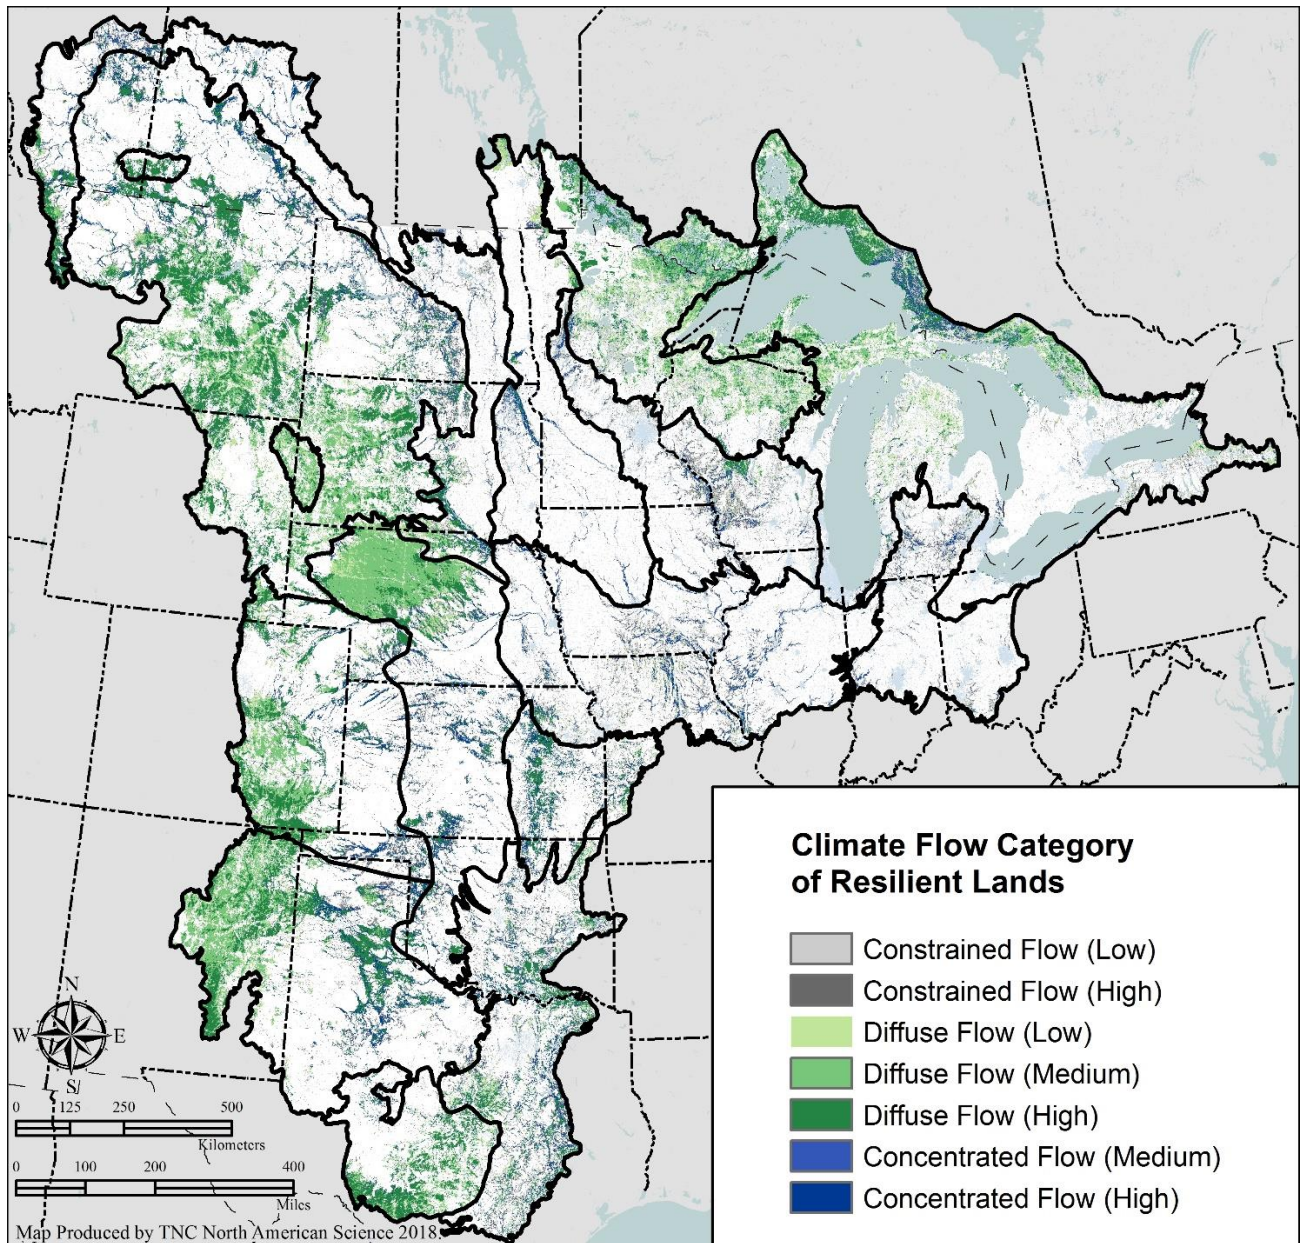 Climate Flow Category
of Resilient Lands
Constrained Flow (Low)
Constrained Flow (High)
Diffuse Flow (Low)
Diffuse Flow (Medium)
Diffuse Flow (High)
Concentrated Flow (Medium)
Concentrated Flow (High)
N
W E
S
0 125 250 500
Kilometers
0 100 200 400
Miles
Map Produced by TNC North American Science 2018.